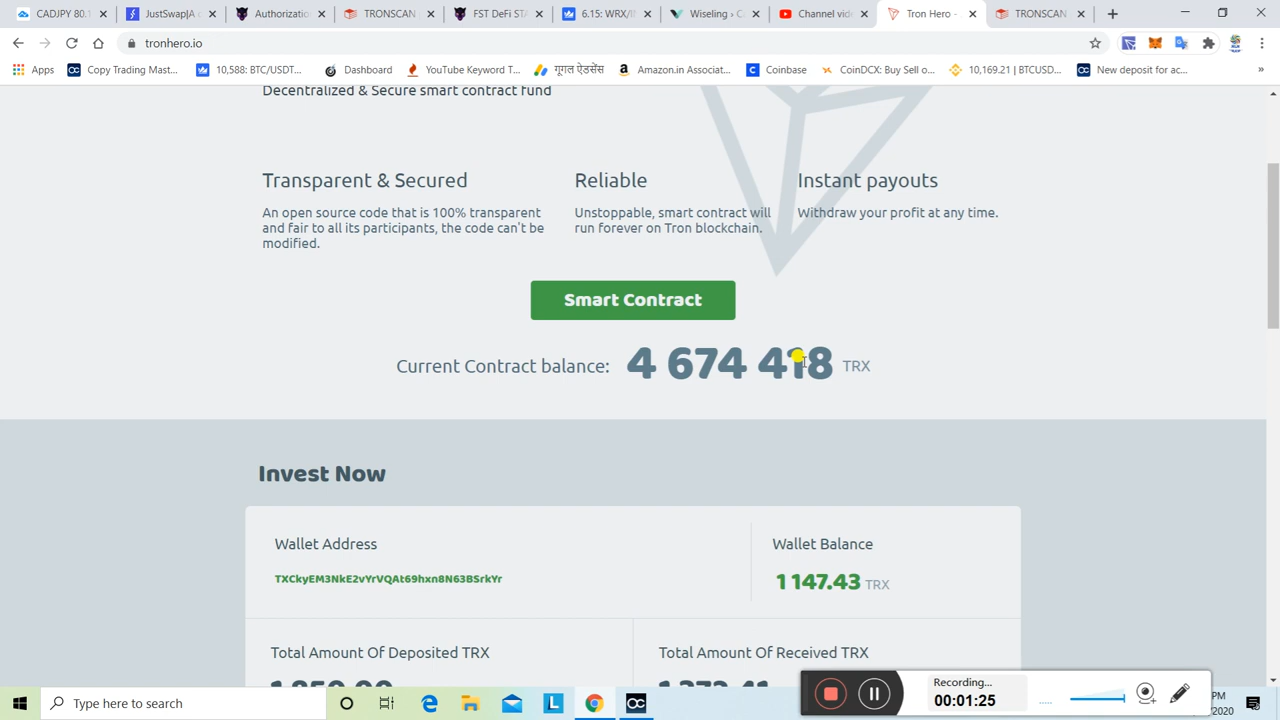 CADJPY 80.1
JustSwap|A
Authorization
TRONSCAN
FST DeFi STA
6.15: WRX/IN
Wiseling › Ca
Channel vide
Tron Hero -
TRONSCAN
tronhero.io
Apps
Copy Trading Mast...
10,588: BTC/USDT...
Dashboard
YouTube Keyword T...
गूगल ऐडसेंस
Amazon.in Associat...
Coinbase
CoinDCX: Buy Sell o...
10,169.21 | BTCUSD...
New deposit for ac...
»
Decentralized & Secure smart contract fund
Transparent & Secured
An open source code that is 100% transparent
and fair to all its participants, the code can't be
modified.
Reliable
Unstoppable, smart contract will
run forever on Tron blockchain.
Instant payouts
Withdraw your profit at any time.
Smart Contract
Current Contract balance: 4 674 418 TRX
Invest Now
Wallet Address
TXCkyEM3NkE2vYrVQAt69hxn8N63BSrkYr
Wallet Balance
1 147.43 TRX
Total Amount Of Deposited TRX
Total Amount Of Received TRX
Recording...
00:01:25
Type here to search
PM
/2020